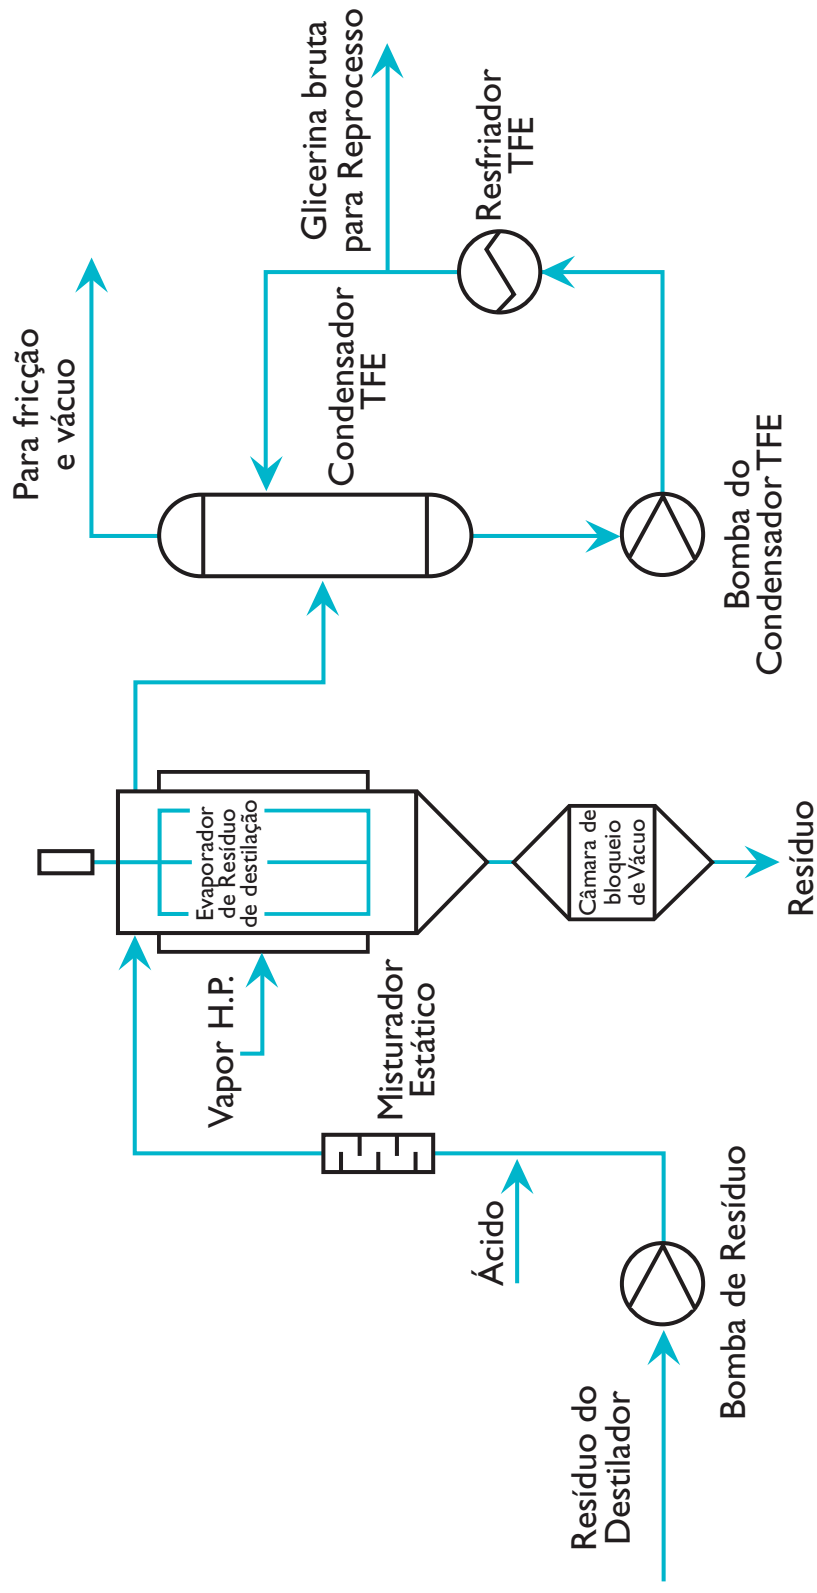 Resíduo do
Destilador
Bomba de Resíduo
Ácido
Misturador
Estático
Vapor H.P.
Evaporador
de Resíduo
de destilação
Câmara de
bloqueio
de Vácuo
Resíduo
Para fricção
e vácuo
Condensador
TFE
Bomba do
Condensador TFE
Resfriador
TFE
Glicerina bruta
para Reprocesso